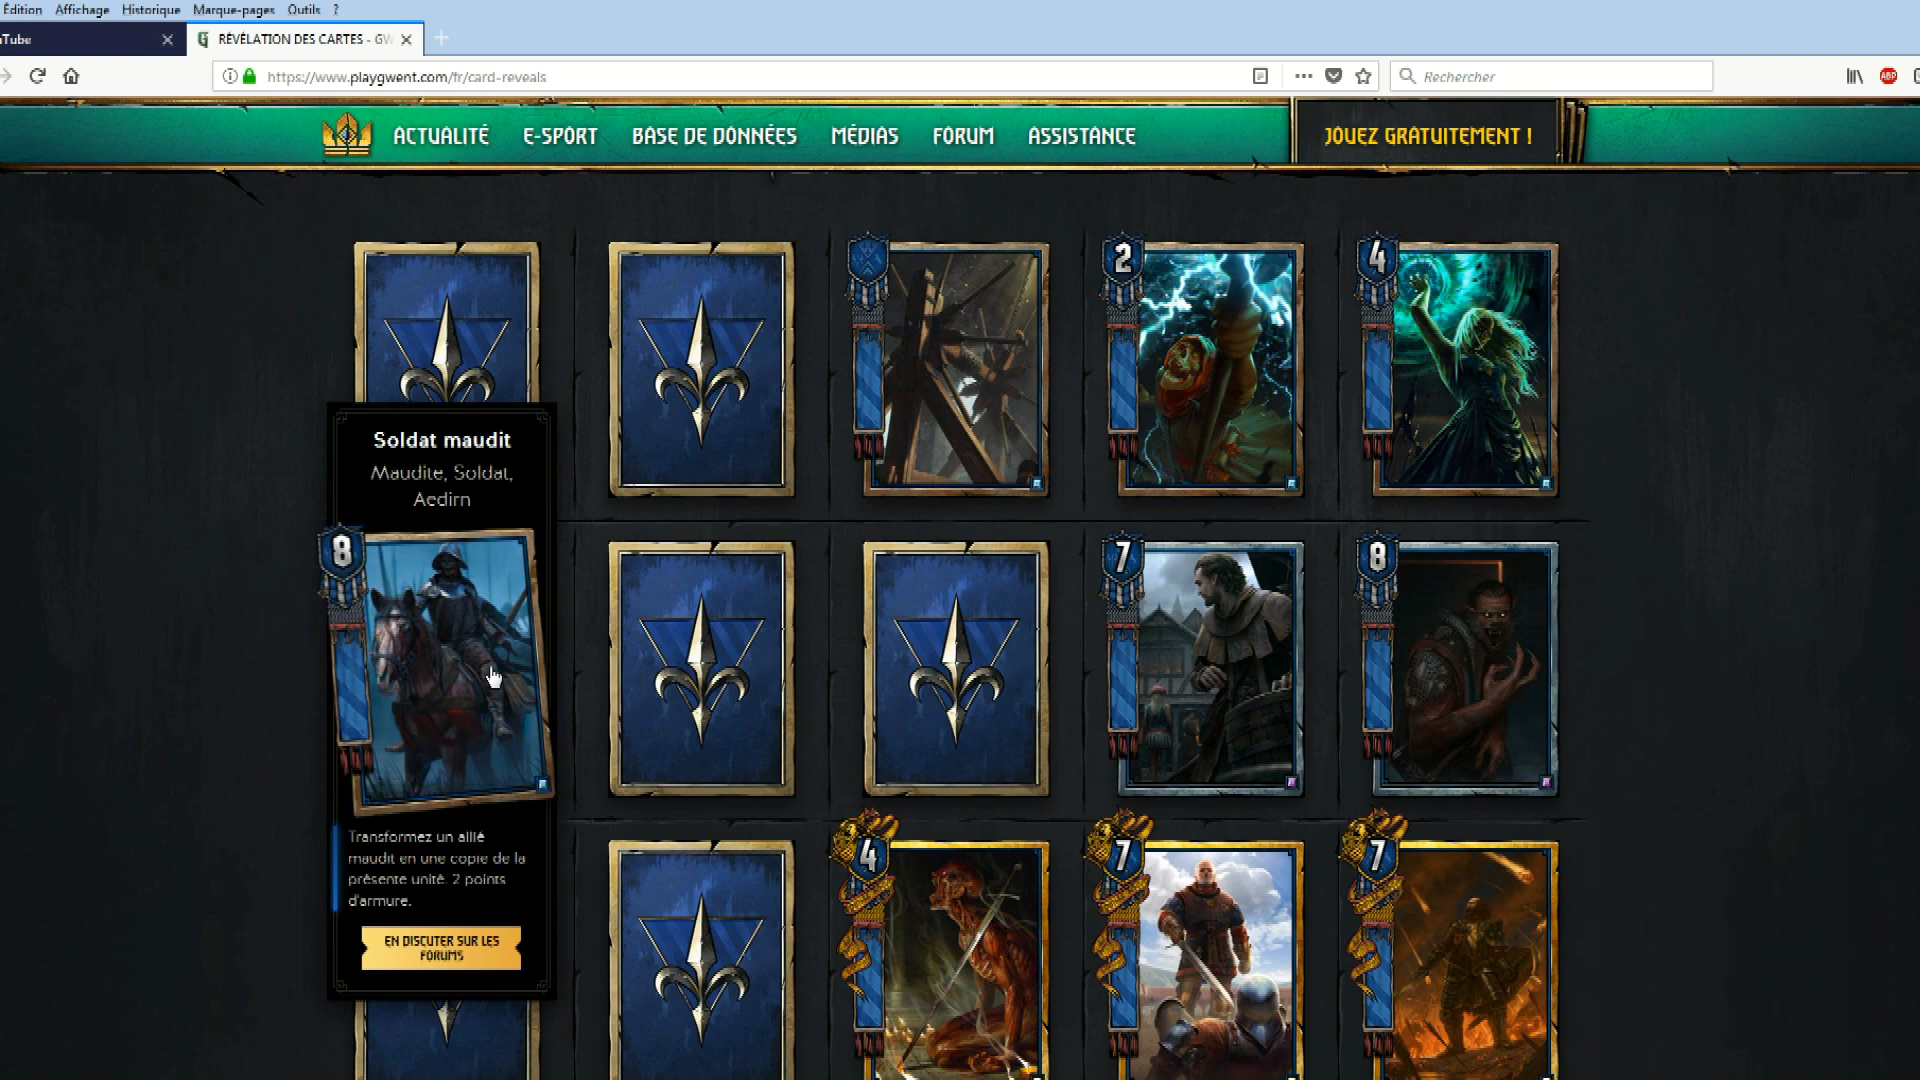 Édition Affichage Historique Marque-pages Outils ?
Tube
RÉVÉLATION DES CARTES - GW
https://www.playgwent.com/fr/card-reveals
Rechercher
ABP
ACTUALITÉ E-SPORT BASE DE DONNÉES MÉDIAS FORUM ASSISTANCE
JOUEZ GRATUITEMENT !
2
4
Soldat maudit
Maudite, Soldat,
Aedirn
8
7
8
Transformez un allié
maudit en une copie de la
présente unité. 2 points
d'armure.
EN DISCUTER SUR LES
FORUMS
4
7
7